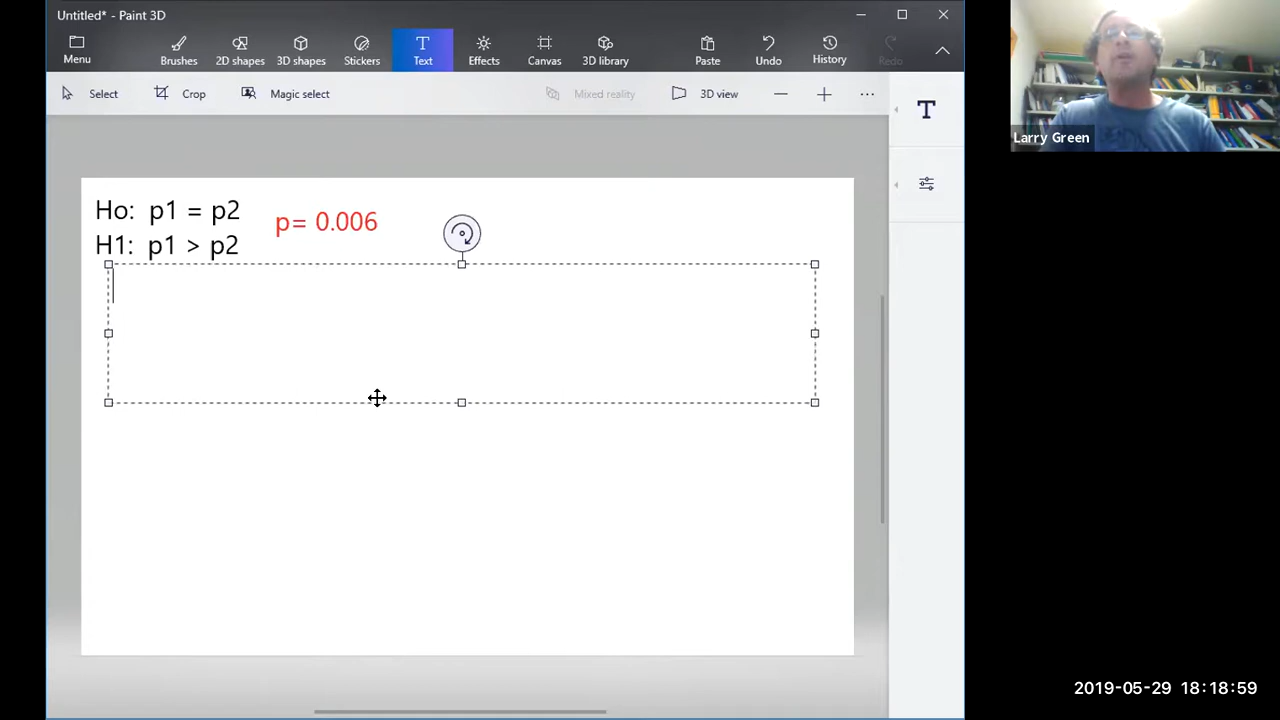 Untitled* - Paint 3D
Menu
Brushes
2D shapes
3D shapes
Stickers
Text
Effects
Canvas
3D library
Paste
Undo
History
Redo
Select
Crop
Magic select
Mixed reality
3D view
Ho: p1 = p2
H1: p1 > p2
p= 0.006
Larry Green
2019-05-29 18:18:59